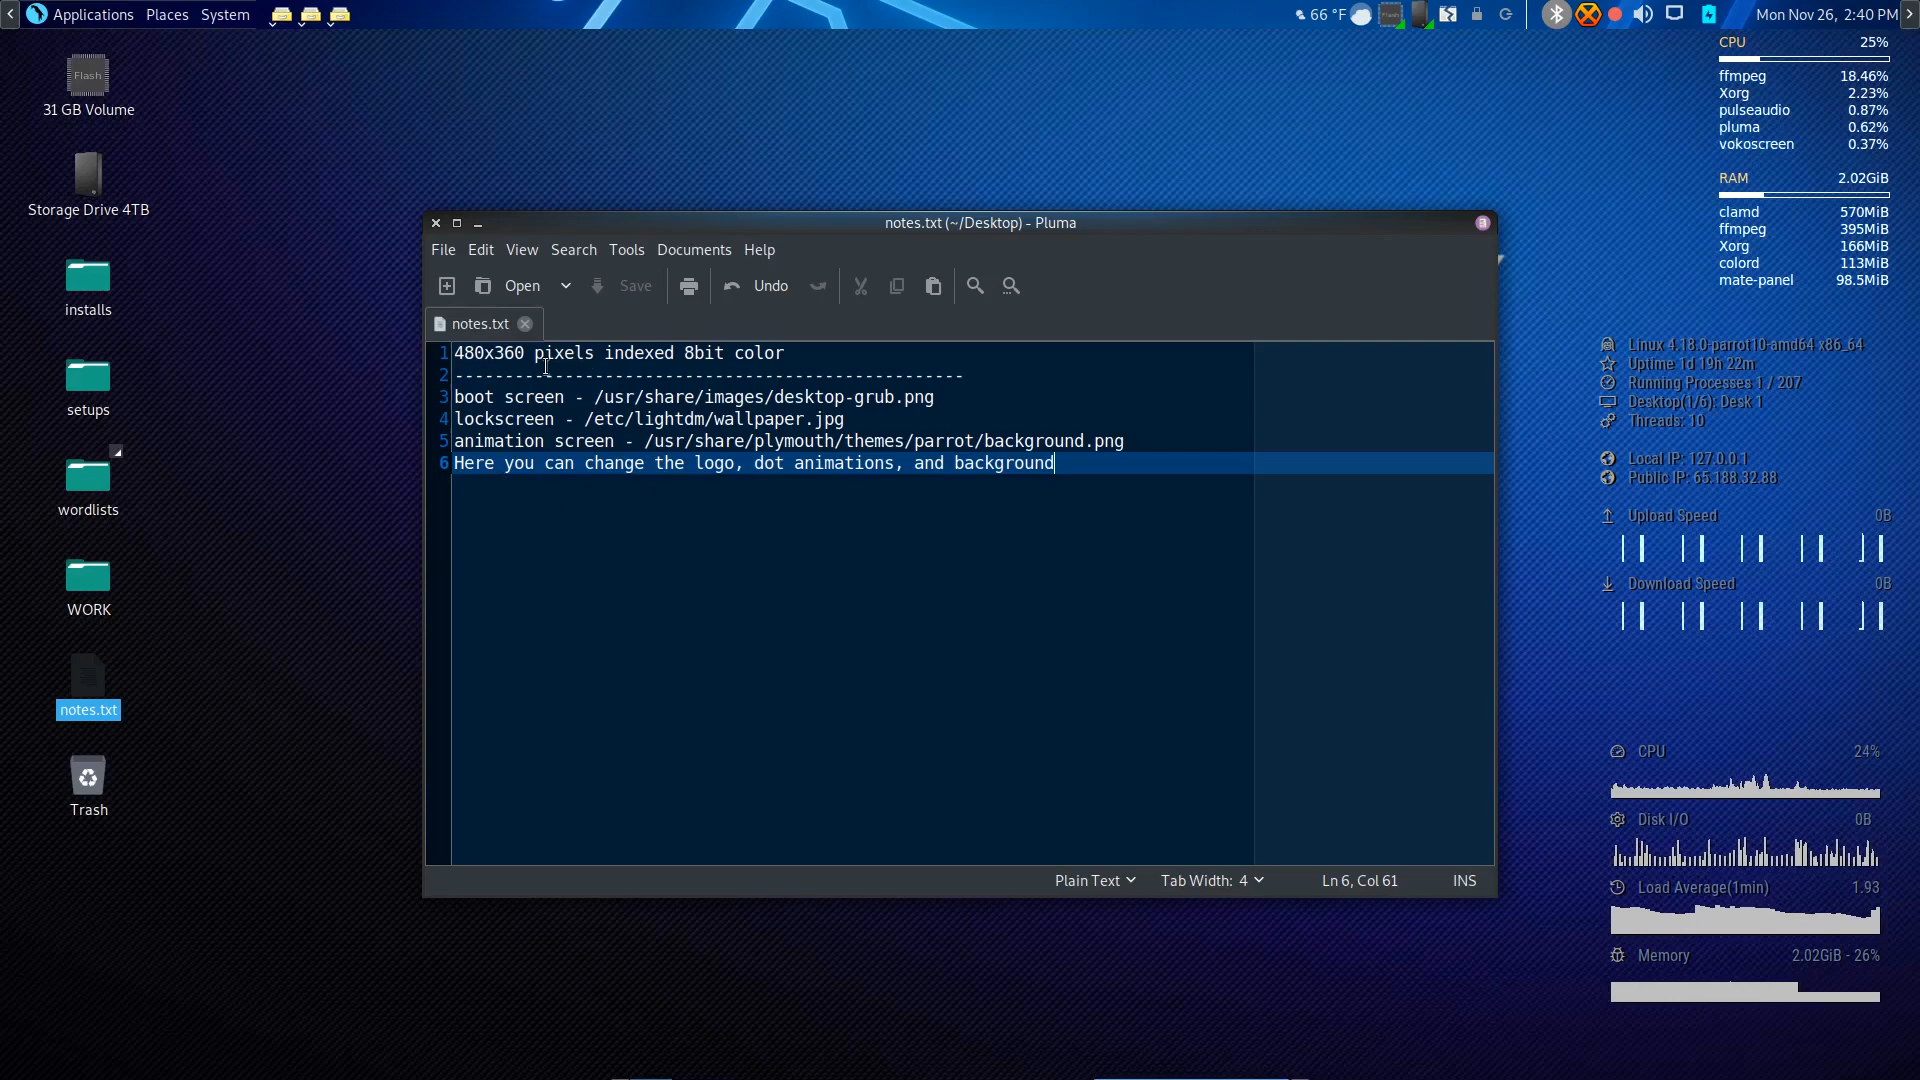 Applications Places System
66 °F
Mon Nov 26, 2:40 PM
Flash
31 GB Volume
Storage Drive 4TB
installs
setups
wordlists
WORK
notes.txt
Trash
notes.txt (~/Desktop) - Pluma
File Edit View Search Tools Documents Help
Open Save Undo
notes.txt
1 480x360 pixels indexed 8bit color
2 ---------------------------------------------------
3 boot screen - /usr/share/images/desktop-grub.png
4 lockscreen - /etc/lightdm/wallpaper.jpg
5 animation screen - /usr/share/plymouth/themes/parrot/background.png
6 Here you can change the logo, dot animations, and background
Plain Text Tab Width: 4 Ln 6, Col 61 INS
CPU 25%
ffmpeg 18.46%
Xorg 2.23%
pulseaudio 0.87%
pluma 0.62%
vokoscreen 0.37%
RAM 2.02GiB
clamd 570MiB
ffmpeg 395MiB
Xorg 166MiB
colord 113MiB
mate-panel 98.5MiB
Linux 4.18.0-parrot10-amd64 x86_64
Uptime 1d 19h 22m
Running Processes 1 / 207
Desktop(1/6): Desk 1
Threads: 10
Local IP: 127.0.0.1
Public IP: 65.188.32.88
Upload Speed 0B
Download Speed 0B
CPU 24%
Disk I/O 0B
Load Average(1min) 1.93
Memory 2.02GiB - 26%